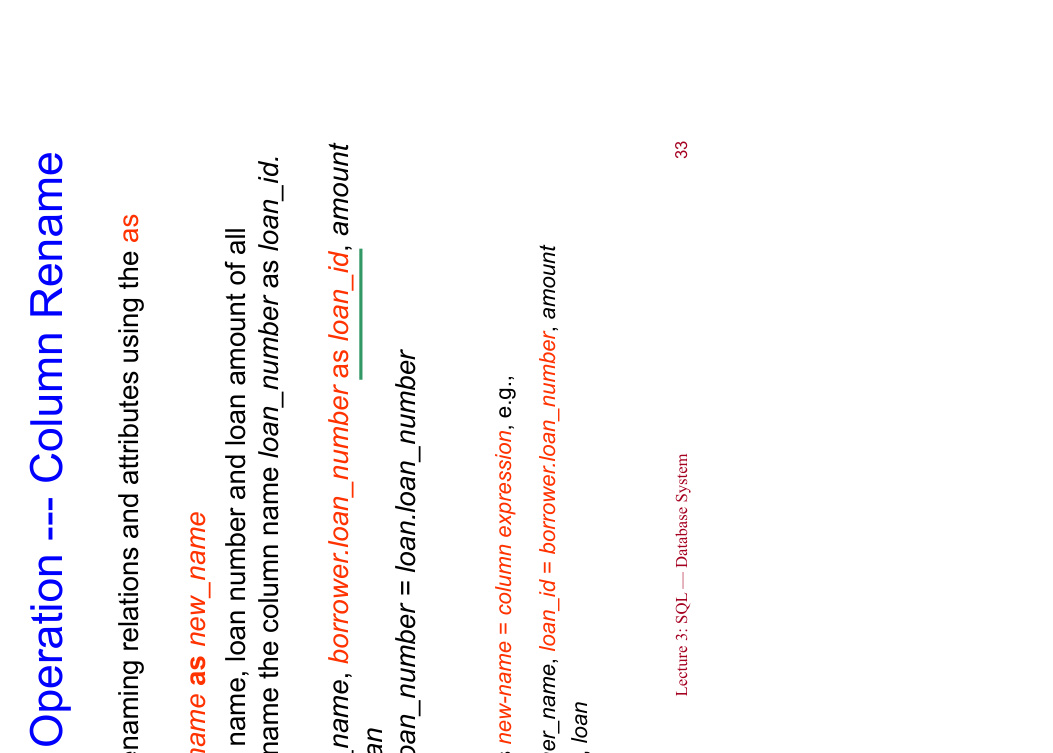 Operation --- Column Rename
enaming relations and attributes using the as
name as new_name
name, loan number and loan amount of all
name the column name loan_number as loan_id.
_name, borrower.loan_number as loan_id, amount
an
oan_number = loan.loan_number
s new-name = column expression, e.g.,
er_name, loan_id = borrower.loan_number, amount
, loan
Lecture 3: SQL — Database System 33